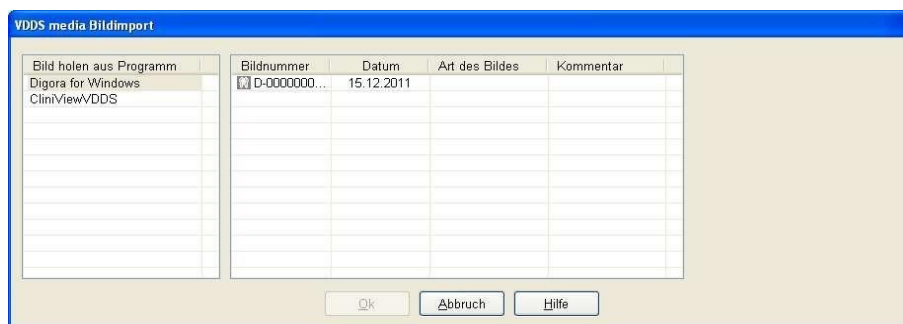 VDDS media Bildimport
Bild holen aus Programm Bildnummer Datum Art des Bildes Kommentar
Digora for Windows D-0000000... 15.12.2011
CliniViewVDDS
Ok Abbruch Hilfe